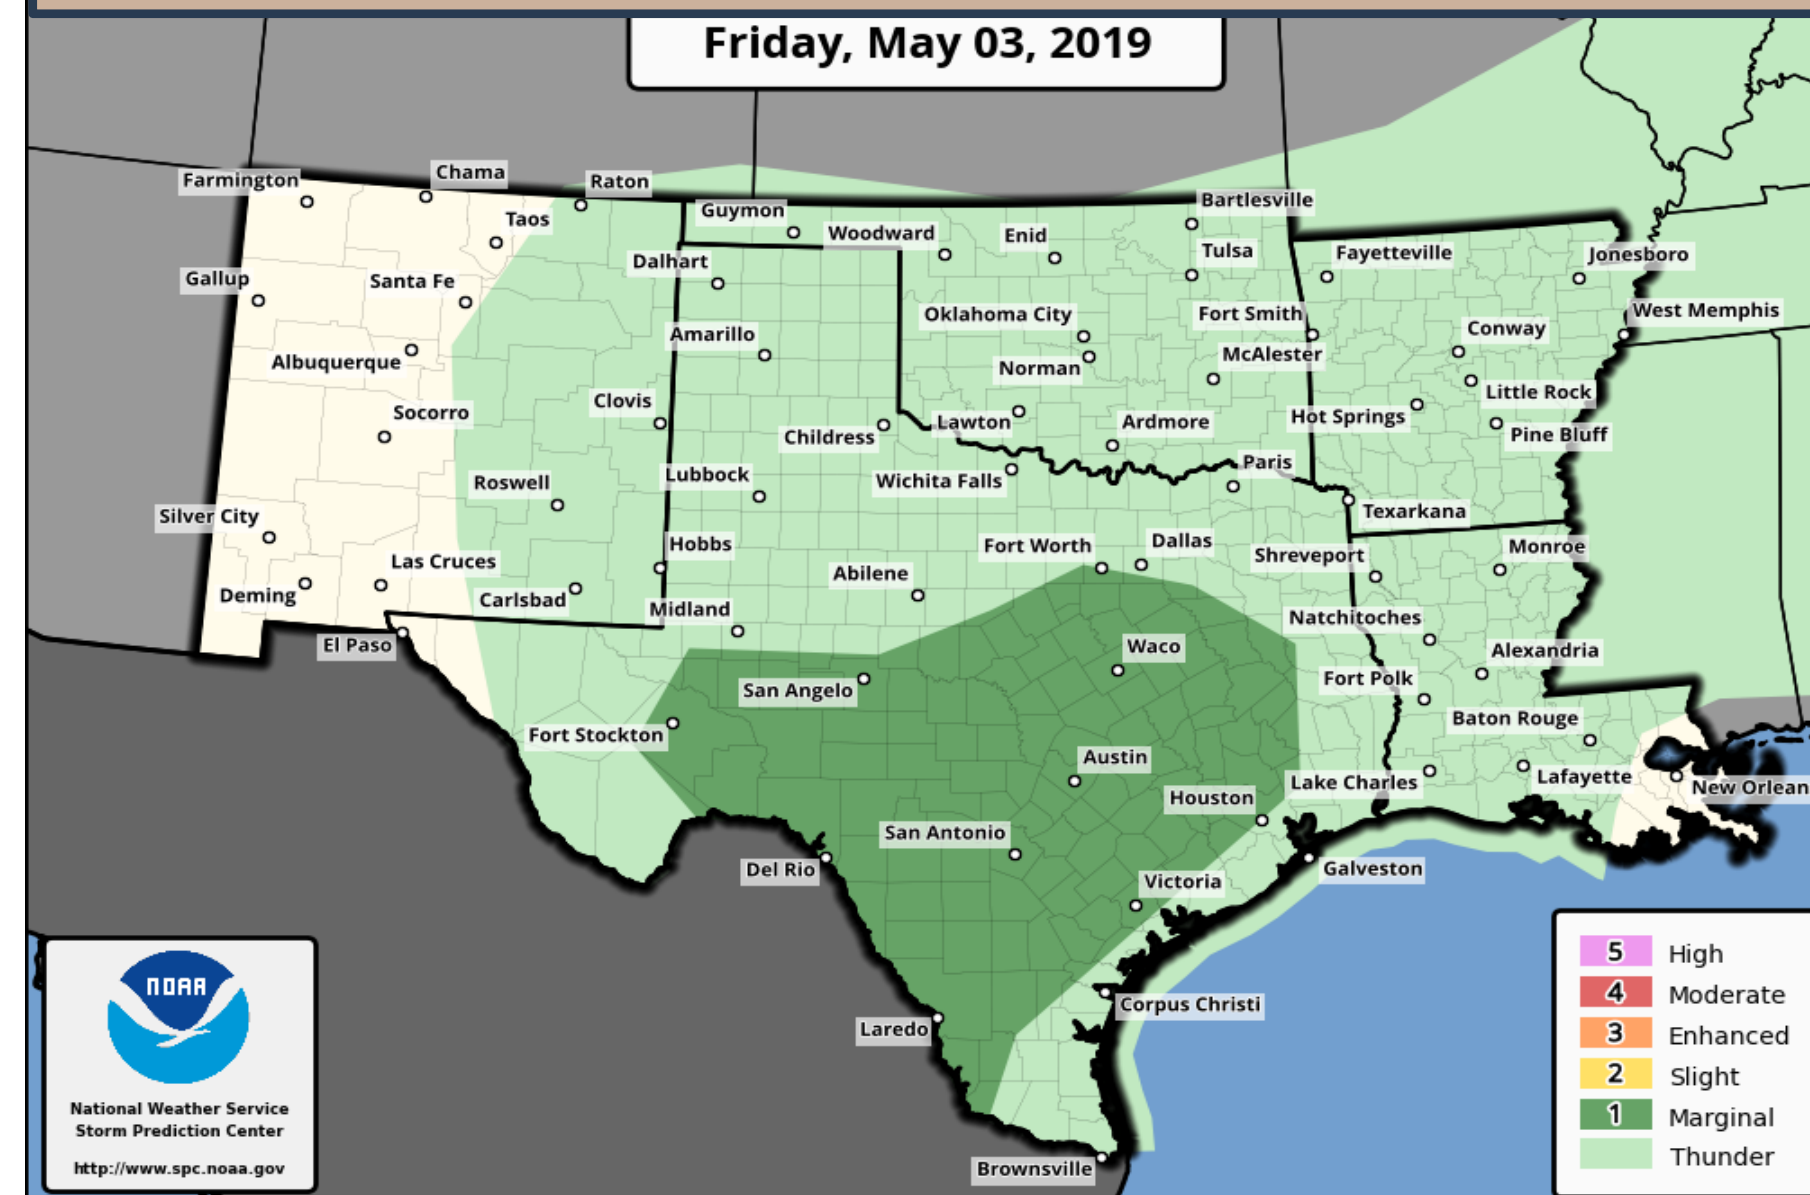 Friday, May 03, 2019
Farmington
Chama
Raton
Taos
Guymon
Woodward
Enid
Bartlesville
Tulsa
Fayetteville
Jonesboro
Gallup
Santa Fe
Dalhart
Oklahoma City
Fort Smith
Conway
West Memphis
Albuquerque
Amarillo
Norman
McAlester
Little Rock
Socorro
Clovis
Childress
Lawton
Ardmore
Hot Springs
Pine Bluff
Roswell
Lubbock
Wichita Falls
Paris
Texarkana
Silver City
Hobbs
Fort Worth
Dallas
Shreveport
Monroe
Las Cruces
Deming
Carlsbad
Midland
Abilene
Natchitoches
El Paso
Waco
Alexandria
San Angelo
Fort Polk
Fort Stockton
Baton Rouge
Austin
Houston
Lake Charles
Lafayette
New Orlean
San Antonio
Del Rio
Victoria
Galveston
Corpus Christi
Laredo
Brownsville
NOAA
National Weather Service
Storm Prediction Center
http://www.spc.noaa.gov
5 High
4 Moderate
3 Enhanced
2 Slight
1 Marginal
Thunder